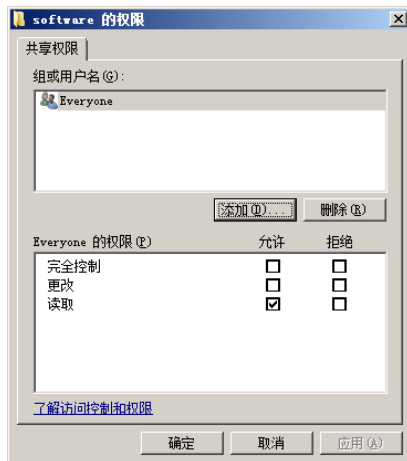 software 的权限
共享权限
组或用户名(G):
Everyone
添加(D)... 删除(R)
Everyone 的权限(P) 允许 拒绝
完全控制
更改
读取
了解访问控制和权限
确定 取消 应用(A)